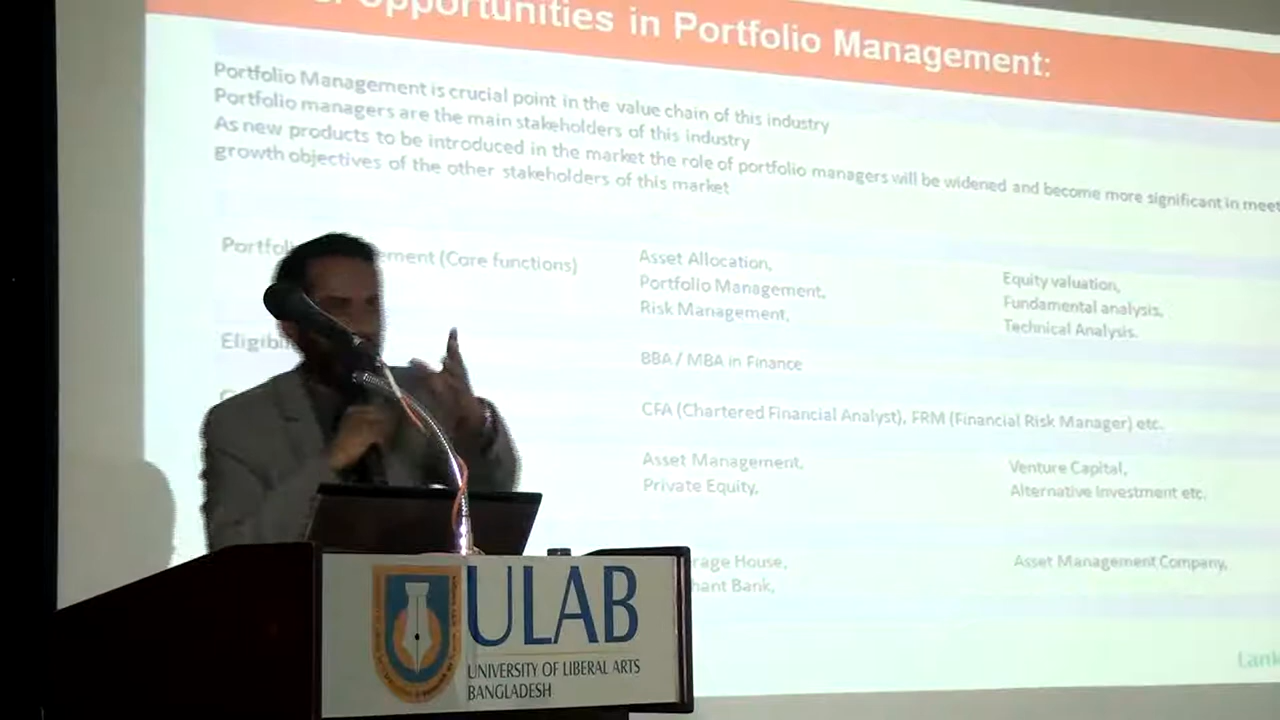 Opportunities in Portfolio Management:
Portfolio Management is crucial point in the value chain of this industry
Portfolio managers are the main stakeholders of this industry
As new products to be introduced in the market the role of portfolio managers will be widened and become more significant in meet
growth objectives of the other stakeholders of this market
Portfol ement (Core functions)
Asset Allocation,
Portfolio Management,
Risk Management,
Equity valuation,
Fundamental analysis,
Technical Analysis.
Eligibi
BBA / MBA in Finance
CFA (Chartered Financial Analyst), FRM (Financial Risk Manager) etc.
Asset Management,
Private Equity,
Venture Capital,
Alternative Investment etc.
rage House,
hant Bank,
Asset Management Company,
Lank
ULAB
UNIVERSITY OF LIBERAL ARTS
BANGLADESH